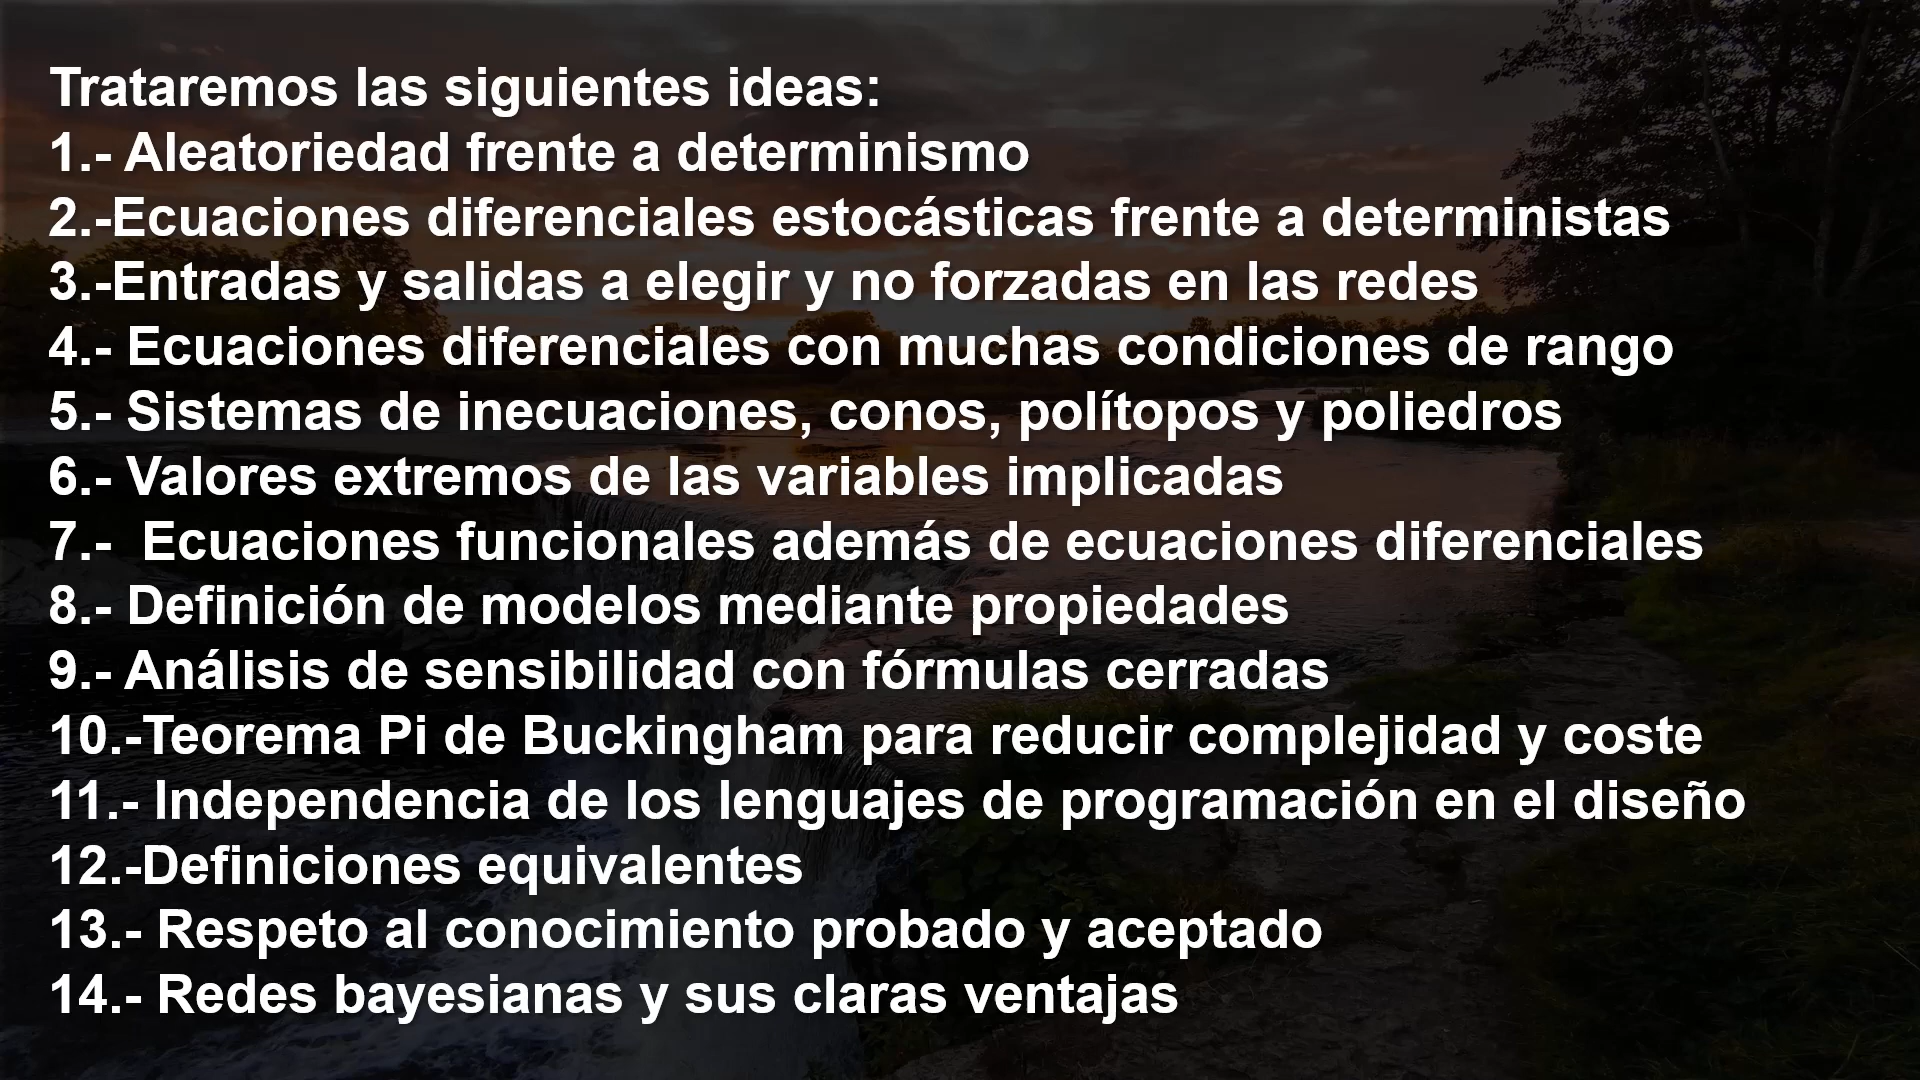 Trataremos las siguientes ideas:
1.- Aleatoriedad frente a determinismo
2.-Ecuaciones diferenciales estocásticas frente a deterministas
3.-Entradas y salidas a elegir y no forzadas en las redes
4.- Ecuaciones diferenciales con muchas condiciones de rango
5.- Sistemas de inecuaciones, conos, polítopos y poliedros
6.- Valores extremos de las variables implicadas
7.-  Ecuaciones funcionales además de ecuaciones diferenciales
8.- Definición de modelos mediante propiedades
9.- Análisis de sensibilidad con fórmulas cerradas
10.-Teorema Pi de Buckingham para reducir complejidad y coste
11.- Independencia de los lenguajes de programación en el diseño
12.-Definiciones equivalentes
13.- Respeto al conocimiento probado y aceptado
14.- Redes bayesianas y sus claras ventajas